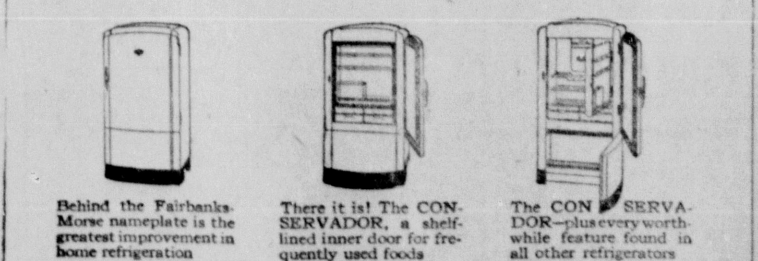 Behind the Fairbanks-
Morse nameplate is the
greatest improvement in
home refrigeration
There it is! The CON-
SERVADOR, a shelf-
lined inner door for fre-
quently used foods
The CON SERVA-
DOR—plus every worth-
while feature found in
all other refrigerators